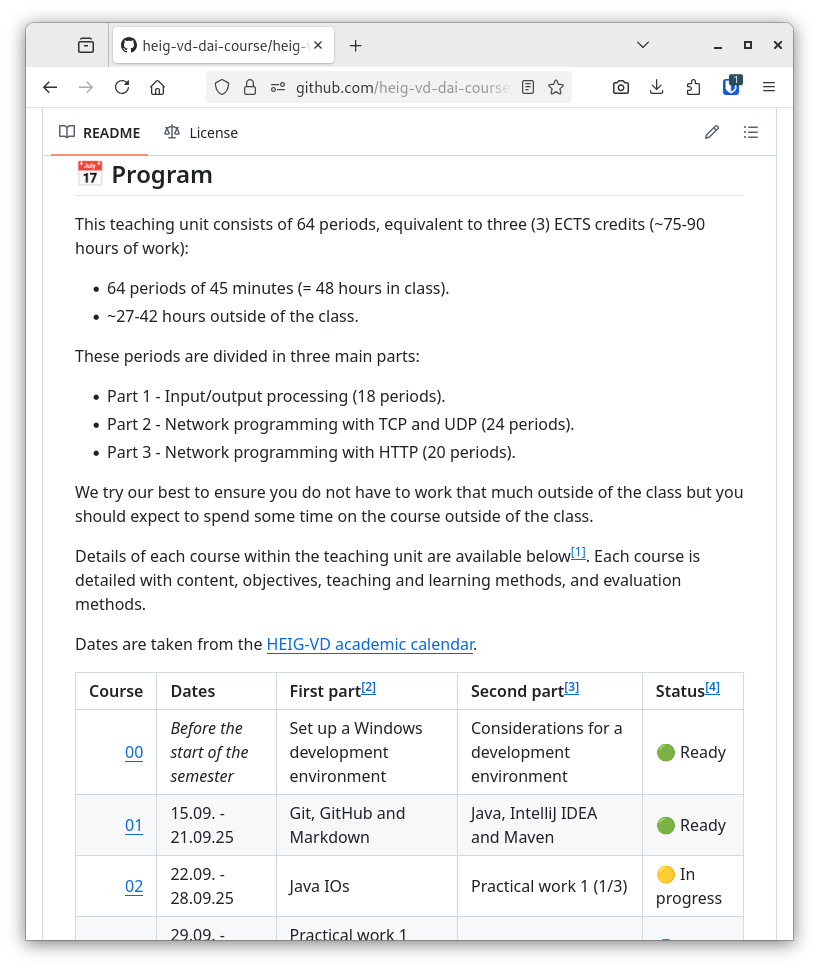 heig-vd-dai-course/heig-
github.com/heig-vd-dai-course
1
README
License
July
17
Program
This teaching unit consists of 64 periods, equivalent to three (3) ECTS credits (~75-90
hours of work):
64 periods of 45 minutes (= 48 hours in class).
~27-42 hours outside of the class.
These periods are divided in three main parts:
Part 1 - Input/output processing (18 periods).
Part 2 - Network programming with TCP and UDP (24 periods).
Part 3 - Network programming with HTTP (20 periods).
We try our best to ensure you do not have to work that much outside of the class but you
should expect to spend some time on the course outside of the class.
Details of each course within the teaching unit are available below[1]. Each course is
detailed with content, objectives, teaching and learning methods, and evaluation
methods.
Dates are taken from the HEIG-VD academic calendar.
Course Dates First part[2] Second part[3] Status[4]
00
Before the
start of the
semester
Set up a Windows
development
environment
Considerations for a
development
environment
Ready
01
15.09. -
21.09.25
Git, GitHub and
Markdown
Java, IntelliJ IDEA
and Maven
Ready
02
22.09. -
28.09.25
Java IOs
Practical work 1 (1/3)
In
progress
29.09. -
Practical work 1